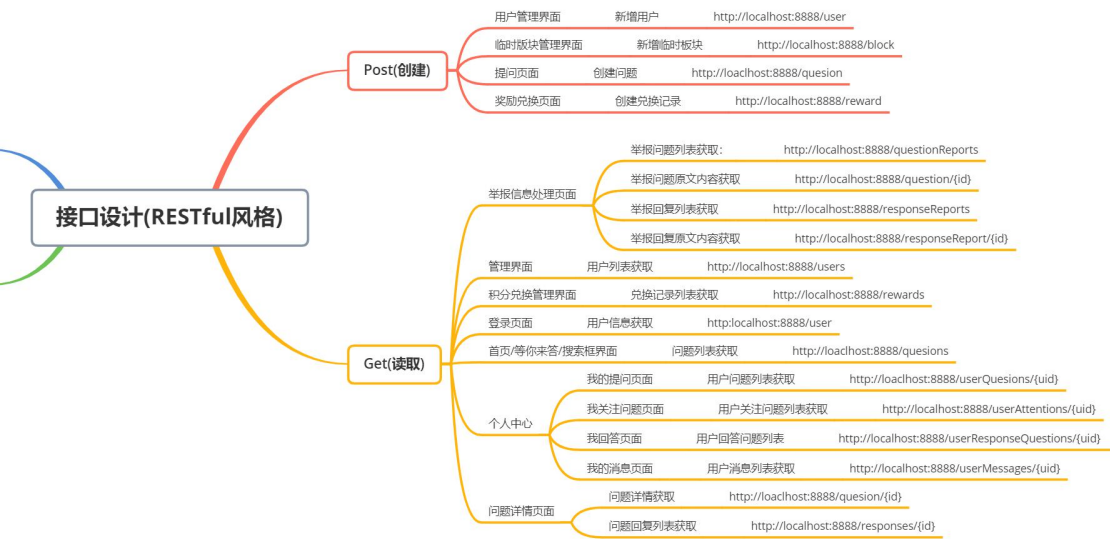 接口设计(RESTful风格)
Post(创建)
用户管理界面 新增用户 http://localhost:8888/user
临时版块管理界面 新增临时板块 http://localhost:8888/block
提问页面 创建问题 http://loaclhost:8888/quesion
奖励兑换页面 创建兑换记录 http://localhost:8888/reward
Get(读取)
举报信息处理页面
举报问题列表获取: http://localhost:8888/questionReports
举报问题原文内容获取 http://localhost:8888/question/{id}
举报回复列表获取 http://localhost:8888/responseReports
举报回复原文内容获取 http://localhost:8888/responseReport/{id}
管理界面 用户列表获取 http://localhost:8888/users
积分兑换管理界面 兑换记录列表获取 http://localhost:8888/rewards
登录页面 用户信息获取 http:localhost:8888/user
首页/等你来答/搜索框界面 问题列表获取 http://loaclhost:8888/quesions
个人中心
我的提问页面 用户问题列表获取 http://loaclhost:8888/userQuesions/{uid}
我关注问题页面 用户关注问题列表获取 http://localhost:8888/userAttentions/{uid}
我回答页面 用户回答问题列表 http://localhost:8888/userResponseQuestions/{uid}
我的消息页面 用户消息列表获取 http://localhost:8888/userMessages/{uid}
问题详情页面
问题详情获取 http://loaclhost:8888/quesion/{id}
问题回复列表获取 http://localhost:8888/responses/{id}